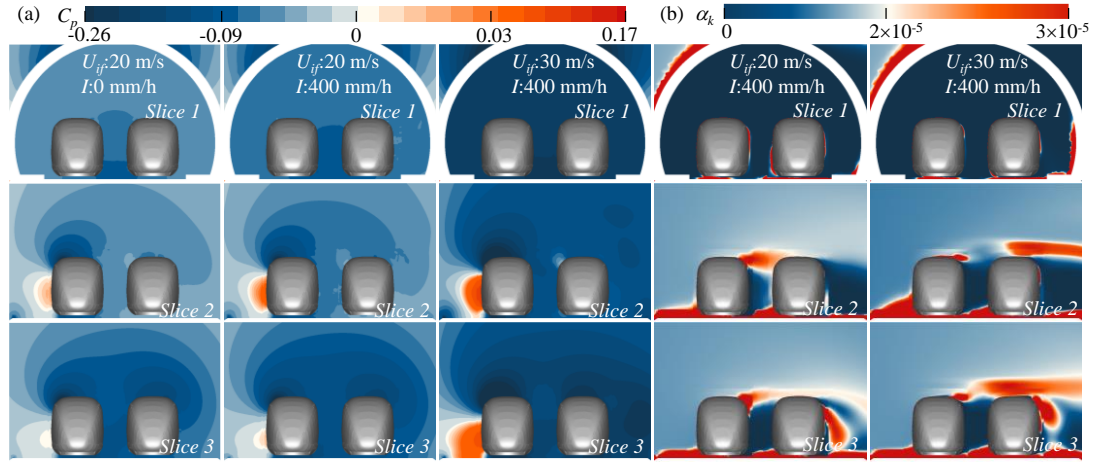 (a) C_p (b) α_k
-0.26 -0.09 0 0.03 0.17 0 2×10⁻⁵ 3×10⁻⁵
U_if:20 m/s U_if:20 m/s U_if:30 m/s U_if:20 m/s U_if:30 m/s
I:0 mm/h I:400 mm/h I:400 mm/h I:400 mm/h I:400 mm/h
Slice 1 Slice 1 Slice 1 Slice 1 Slice 1
Slice 2 Slice 2 Slice 2 Slice 2 Slice 2
Slice 3 Slice 3 Slice 3 Slice 3 Slice 3